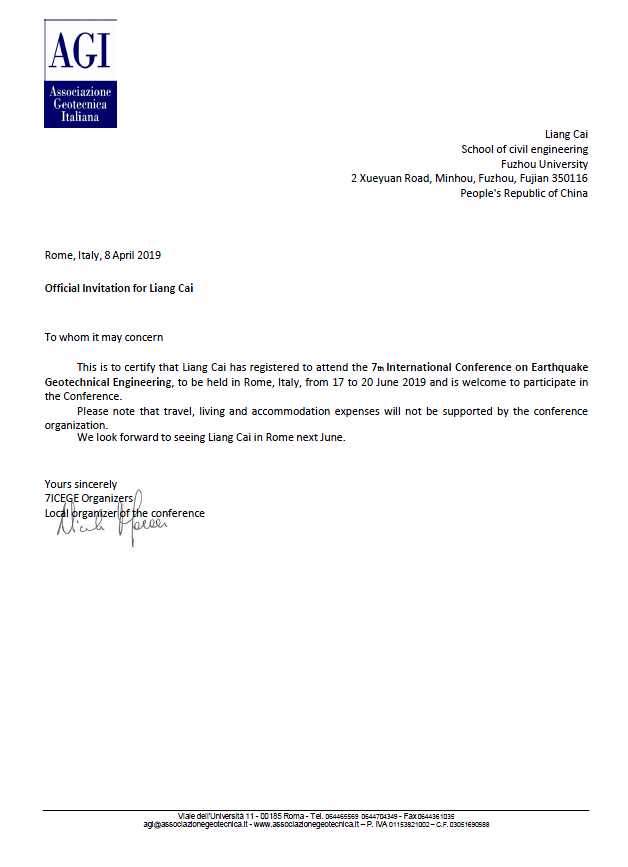 AGI
Associazione
Geotecnica
Italiana
Liang Cai
School of civil engineering
Fuzhou University
2 Xueyuan Road, Minhou, Fuzhou, Fujian 350116
People's Republic of China
Rome, Italy, 8 April 2019
Official Invitation for Liang Cai
To whom it may concern
This is to certify that Liang Cai has registered to attend the 7th International Conference on Earthquake
Geotechnical Engineering, to be held in Rome, Italy, from 17 to 20 June 2019 and is welcome to participate in
the Conference.
Please note that travel, living and accommodation expenses will not be supported by the conference
organization.
We look forward to seeing Liang Cai in Rome next June.
Yours sincerely
7ICEGE Organizers
Local organizer of the conference
Viale dell'Università 11 - 00185 Roma - Tel. 064465569 0644704349 - Fax 0644361035
agi@associazionegeotecnica.it - www.associazionegeotecnica.it – P. IVA 01153821002 – C.F. 03051690588